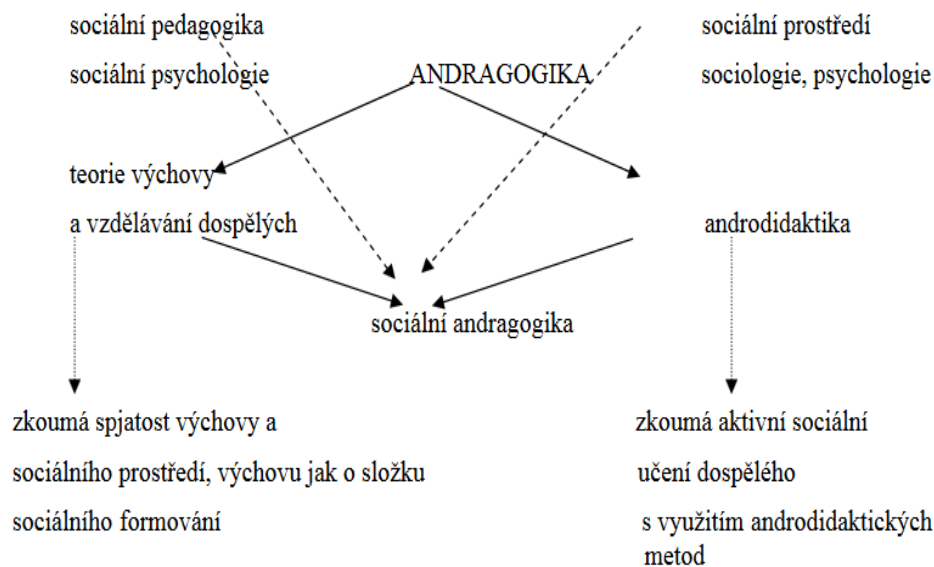 sociální pedagogika
sociální prostředí
sociální psychologie
ANDRAGOGIKA
sociologie, psychologie
teorie výchovy
a vzdělávání dospělých
androdidaktika
sociální andragogika
zkoumá spjatost výchovy a
sociálního prostředí, výchovu jak o složku
sociálního formování
zkoumá aktivní sociální
učení dospělého
s využitím androdidaktických
metod